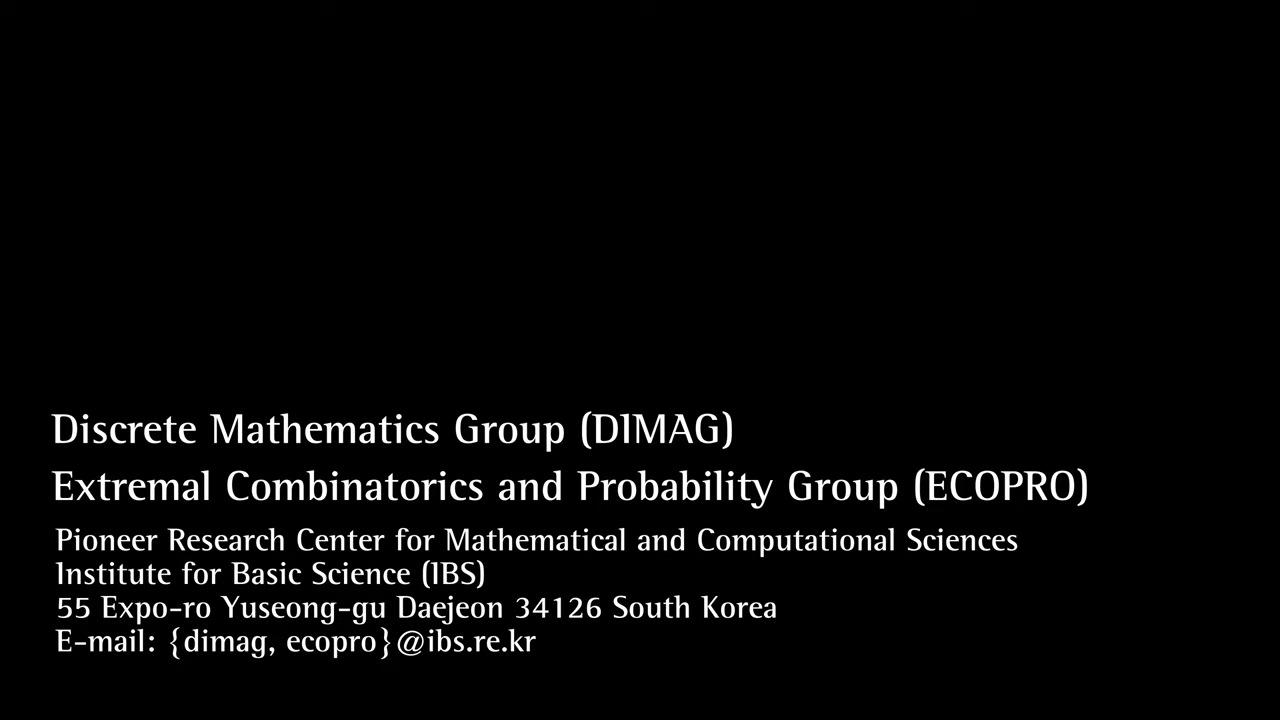 Discrete Mathematics Group (DIMAG)
Extremal Combinatorics and Probability Group (ECOPRO)
Pioneer Research Center for Mathematical and Computational Sciences
Institute for Basic Science (IBS)
55 Expo-ro Yuseong-gu Daejeon 34126 South Korea
E-mail: {dimag, ecopro}@ibs.re.kr